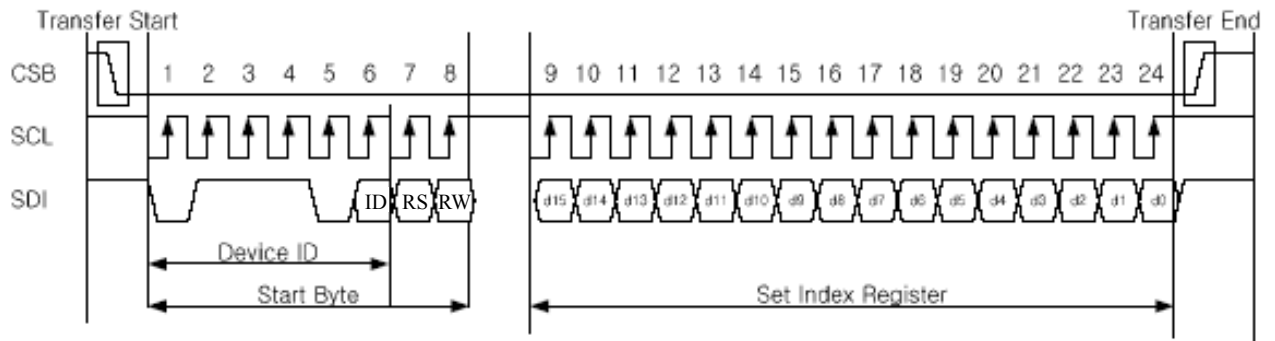 Transfer Start Transfer End
CSB 1 2 3 4 5 6 7 8 9 10 11 12 13 14 15 16 17 18 19 20 21 22 23 24
SCL
SDI ID RS RW d15 d14 d13 d12 d11 d10 d9 d8 d7 d6 d5 d4 d3 d2 d1 d0
Device ID
Start Byte Set Index Register